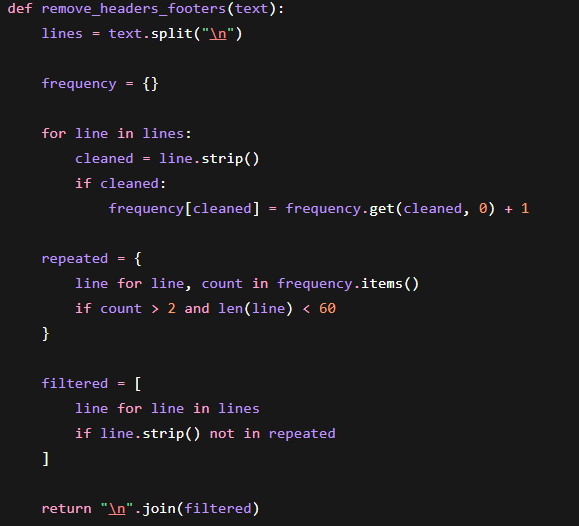 def remove_headers_footers(text):
    lines = text.split("\n")

    frequency = {}

    for line in lines:
        cleaned = line.strip()
        if cleaned:
            frequency[cleaned] = frequency.get(cleaned, 0) + 1

    repeated = {
        line for line, count in frequency.items()
        if count > 2 and len(line) < 60
    }

    filtered = [
        line for line in lines
        if line.strip() not in repeated
    ]

    return "\n".join(filtered)